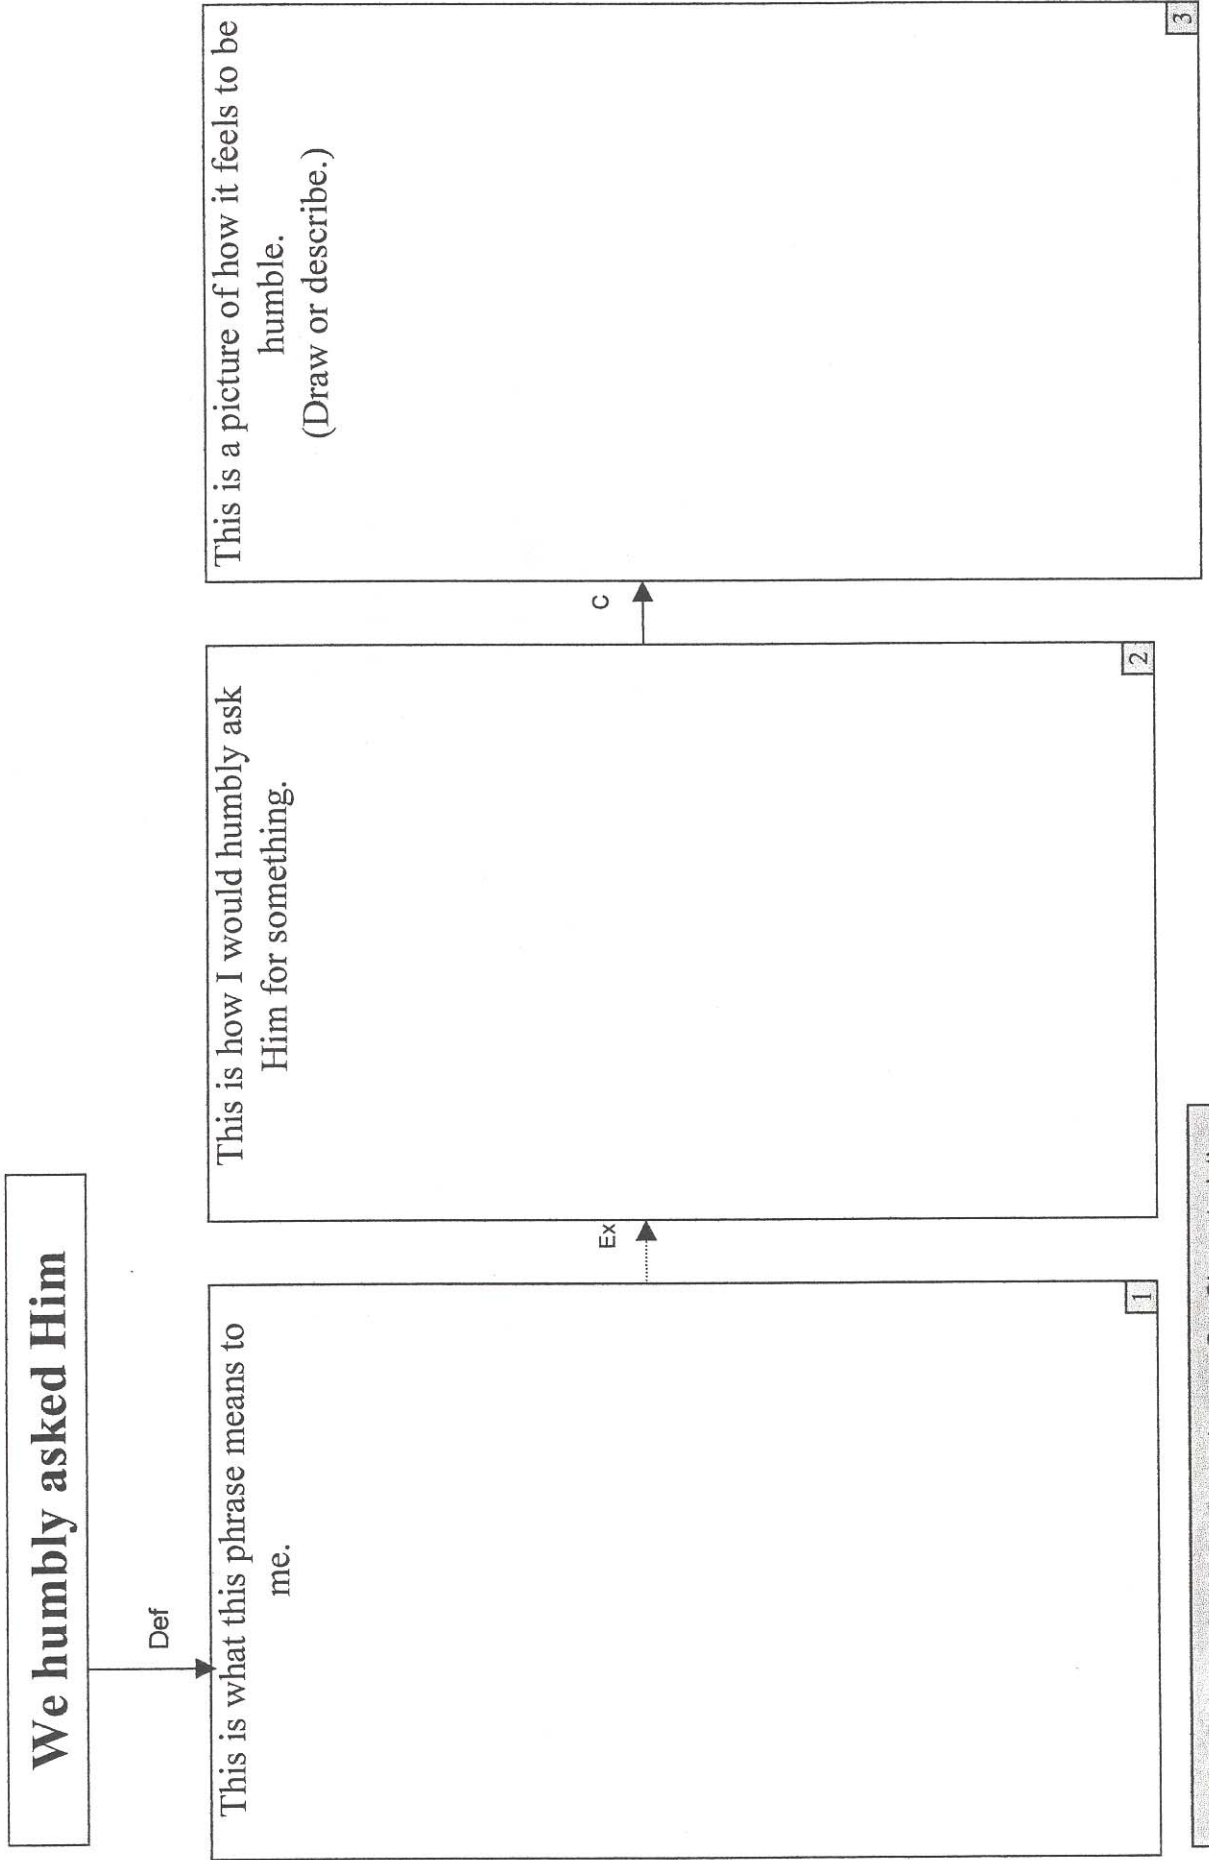 We humbly asked Him
Def
This is what this phrase means to
me.
1
Ex
This is how I would humbly ask
Him for something.
2
C
This is a picture of how it feels to be
humble.
(Draw or describe.)
3